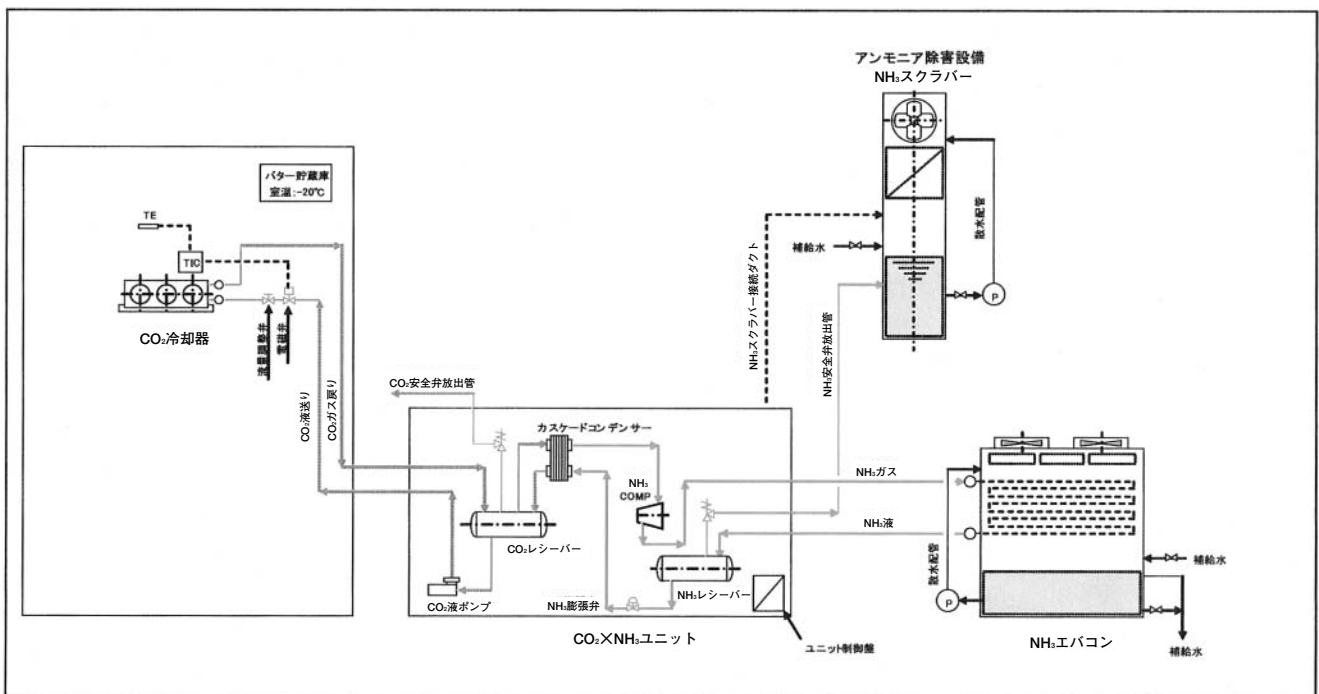 アンモニア除害設備
NH₃スクラバー
バター貯蔵庫
室温:-20℃
TE
TIC
CO₂冷却器
流量調整弁
電磁弁
CO₂液送り
CO₂ガス戻り
CO₂安全弁放出管
カスケードコンデンサー
NH₃
COMP
CO₂レシーバー
CO₂液ポンプ
NH₃膨張弁
NH₃レシーバー
CO₂×NH₃ユニット
ユニット制御盤
NH₃スクラバー接続ダクト
補給水
散水配管
P
NH₃安全弁放出管
NH₃ガス
NH₃液
散水配管
P
補給水
補給水
NH₃エバコン